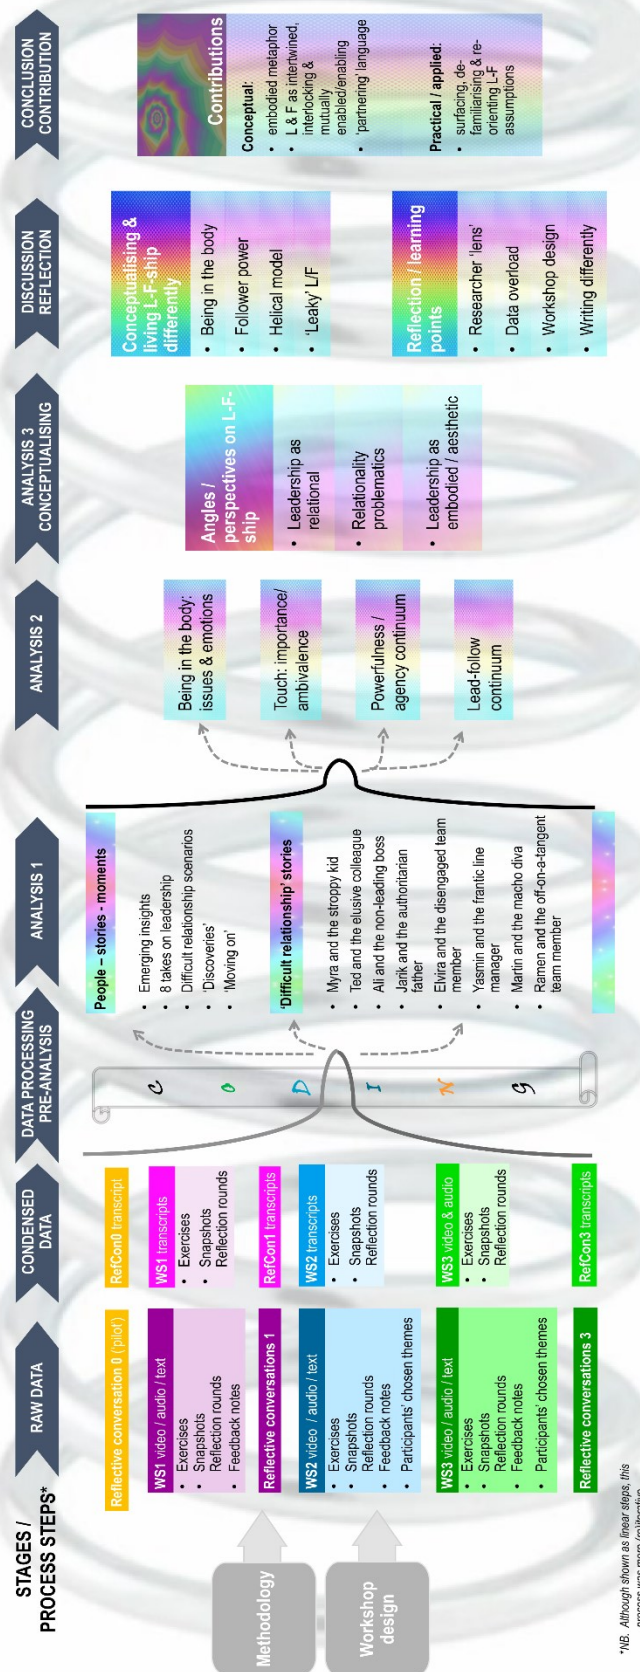 STAGES /
PROCESS STEPS*
RAW DATA
CONDENSED
DATA
DATA PROCESSING
PRE-ANALYSIS
ANALYSIS 1
ANALYSIS 2
ANALYSIS 3
CONCEPTUALISING
DISCUSSION
REFLECTION
CONCLUSION
CONTRIBUTION
Methodology
Workshop
design
Reflective conversation 0 ('pilot')
WS1 video / audio / text
• Exercises
• Snapshots
Reflection rounds
• Feedback notes
Reflective conversations 1
WS2 video / audio / text
• Exercises
• Snapshots
Reflection rounds
• Feedback notes
• Participants' chosen themes
WS3 video / audio / text
• Exercises
• Snapshots
Reflection rounds
• Feedback notes
• Participants' chosen themes
Reflective conversations 3
RefCon0 transcript
WS1 transcripts
• Exercises
• Snapshots
Reflection rounds
RefCon1 transcripts
WS2 transcripts
• Exercises
• Snapshots
Reflection rounds
WS3 video & audio
• Exercises
• Snapshots
Reflection rounds
RefCon3 transcripts
C O D I N G
People – stories - moments
• Emerging insights
• 8 takes on leadership
• Difficult relationship scenarios
• 'Discoveries'
• 'Moving on'
'Difficult relationship' stories
• Myra and the stroppy kid
• Ted and the elusive colleague
• Ali and the non-leading boss
• Jarik and the authoritarian
father
• Elvira and the disengaged team
member
• Yasmin and the frantic line
manager
• Martin and the macho diva
• Ramen and the off-on-a-tangent
team member
Being in the body:
issues & emotions
Touch: importance/
ambivalence
Powerfulness /
agency continuum
Lead-follow
continuum
Angles /
perspectives on L-F-
ship
• Leadership as
relational
• Relationality
problematics
• Leadership as
embodied / aesthetic
Conceptualising &
living L-F-ship
differently
• Being in the body
• Follower power
• Helical model
• 'Leaky' L/F
Reflection / learning
points
• Researcher 'lens'
• Data overload
• Workshop design
• Writing differently
Contributions
Conceptual:
• embodied metaphor
• L & F as intertwined,
interlocking &
mutually
enabled/enabling
• 'partnering' language
Practical / applied:
• surfacing, de-
familiarising & re-
orienting L-F
assumptions
*NB. Although shown as linear steps, this
process was more